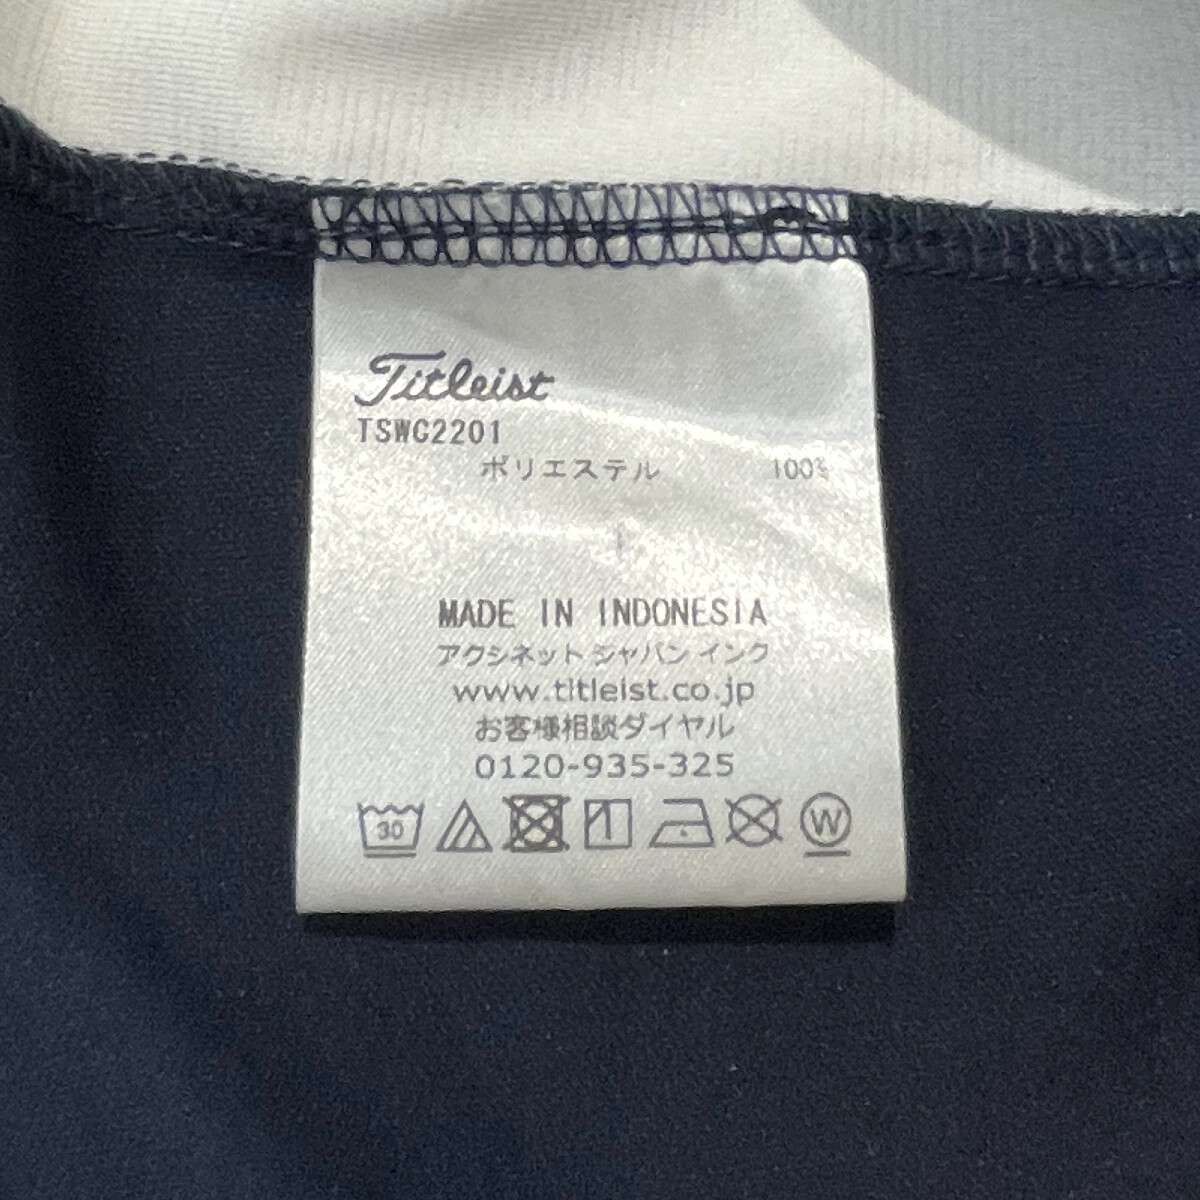 Titleist
TSWC2201
ポリエステル 100%
MADE IN INDONESIA
アクシネット ジャパン インク
www.titleist.co.jp
お客様相談ダイヤル
0120-935-325
30
W